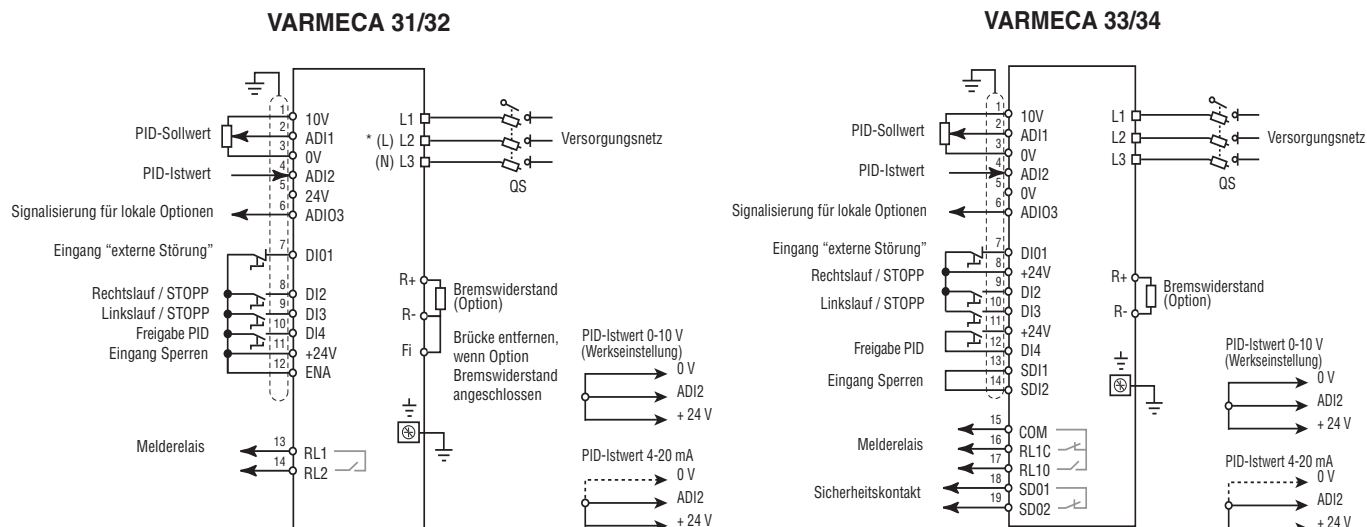 VARMECA 31/32
PID-Sollwert
PID-Istwert
Signalisierung für lokale Optionen
Eingang “externe Störung”
Rechtslauf / STOPP
Linkslauf / STOPP
Freigabe PID
Eingang Sperren
Melderelais
1
10V
2
ADI1
3
0V
4
ADI2
5
24V
6
ADIO3
7
DI01
8
DI2
9
DI3
10
DI4
11
+24V
12
ENA
13
RL1
14
RL2
L1
* (L) L2
(N) L3
QS
Versorgungsnetz
R+
R-
Fi
Bremswiderstand
(Option)
Brücke entfernen,
wenn Option
Bremswiderstand
angeschlossen
PID-Istwert 0-10 V
(Werkseinstellung)
0 V
ADI2
+ 24 V
PID-Istwert 4-20 mA
0 V
ADI2
+ 24 V
VARMECA 33/34
PID-Sollwert
PID-Istwert
Signalisierung für lokale Optionen
Eingang “externe Störung”
Rechtslauf / STOPP
Linkslauf / STOPP
Freigabe PID
Eingang Sperren
Melderelais
Sicherheitskontakt
1
10V
2
ADI1
3
0V
4
ADI2
5
0V
6
ADIO3
7
DI01
8
+24V
9
DI2
10
DI3
11
+24V
12
DI4
13
SDI1
14
SDI2
15
COM
16
RL1C
17
RL10
18
SD01
19
SD02
L1
L2
L3
QS
Versorgungsnetz
R+
R-
Bremswiderstand
(Option)
PID-Istwert 0-10 V
(Werkseinstellung)
0 V
ADI2
+ 24 V
PID-Istwert 4-20 mA
0 V
ADI2
+ 24 V